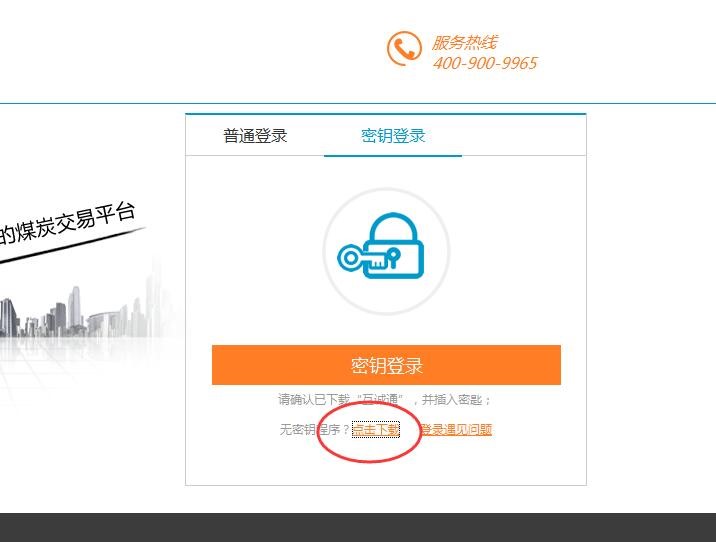 服务热线
400-900-9965
普通登录 密钥登录
的煤炭交易平台
密钥登录
请确认已下载“互诚通”，并插入密匙；
无密钥程序？点击下载 登录遇见问题